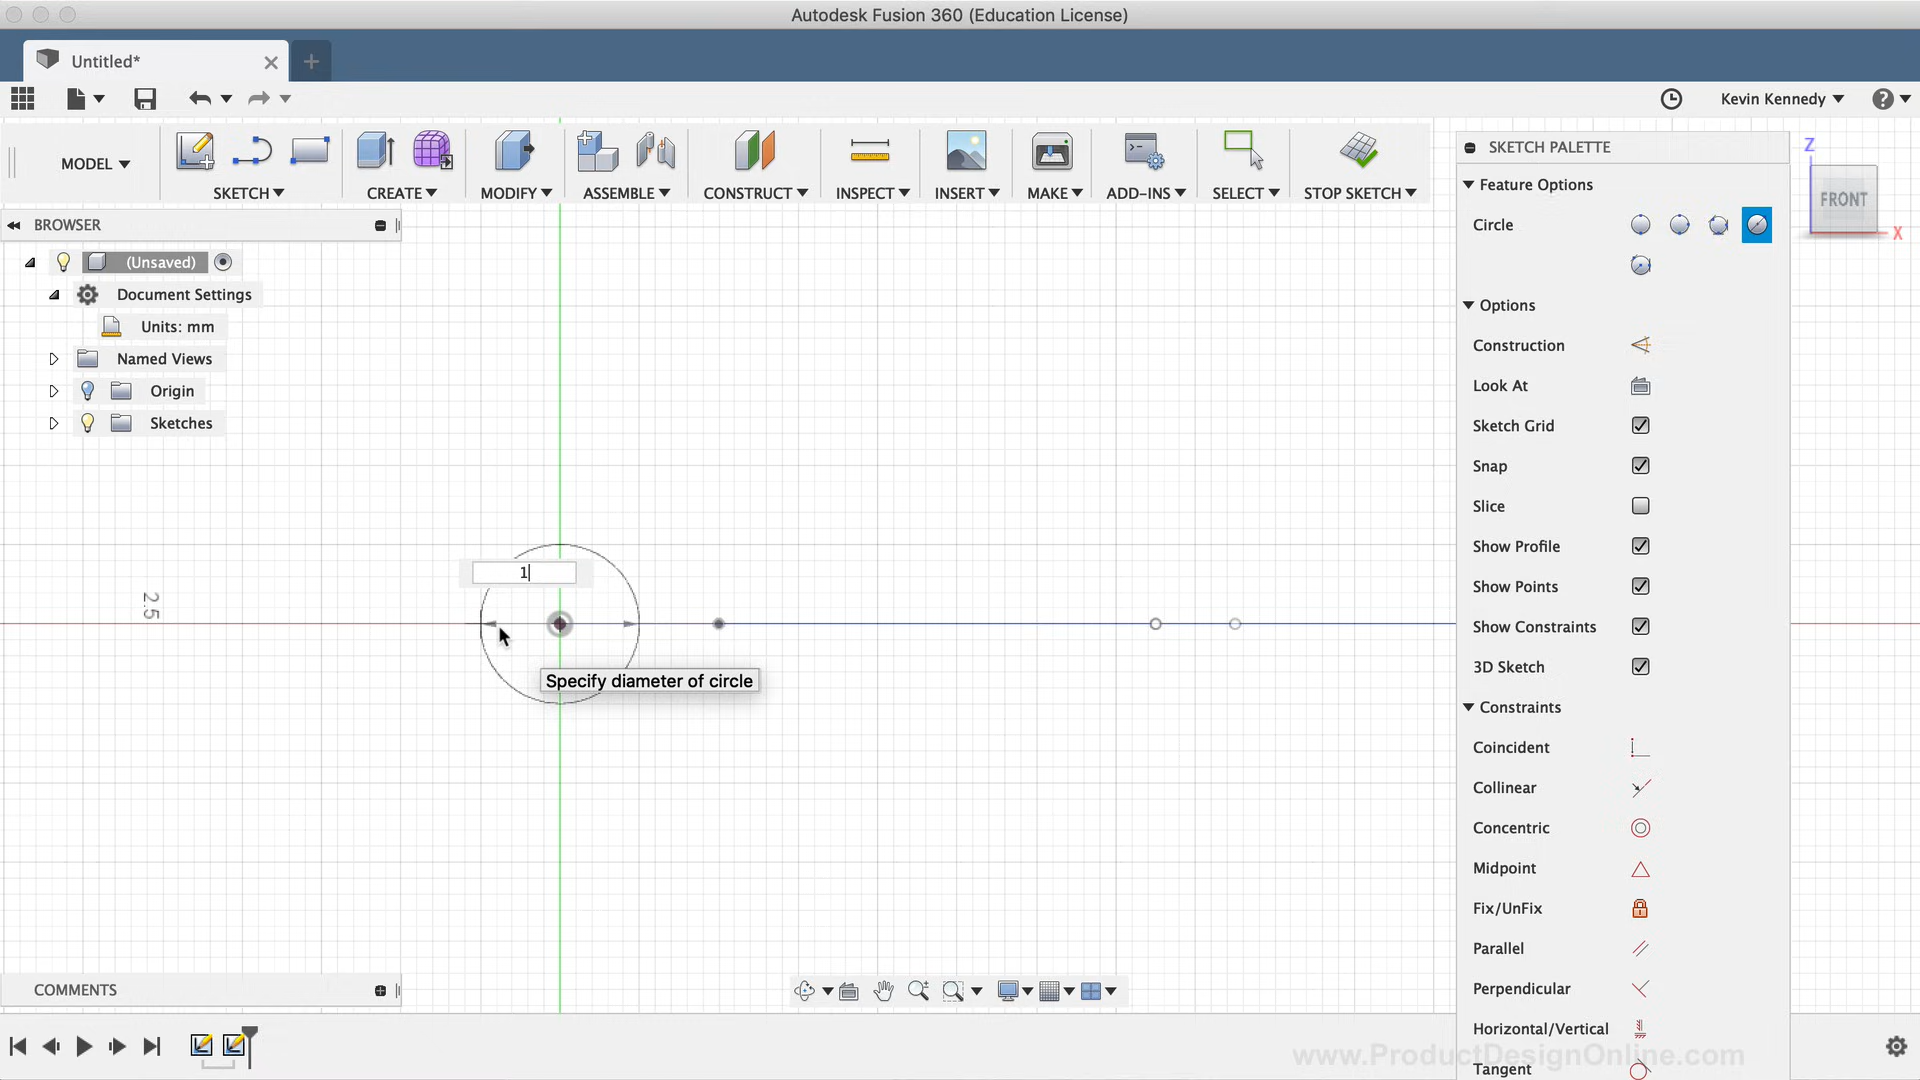 Autodesk Fusion 360 (Education License)
Untitled*
Kevin Kennedy
MODEL
SKETCH
CREATE
MODIFY
ASSEMBLE
CONSTRUCT
INSPECT
INSERT
MAKE
ADD-INS
SELECT
STOP SKETCH
BROWSER
(Unsaved)
Document Settings
Units: mm
Named Views
Origin
Sketches
2.5
1
Specify diameter of circle
SKETCH PALETTE
Feature Options
Circle
Options
Construction
Look At
Sketch Grid
Snap
Slice
Show Profile
Show Points
Show Constraints
3D Sketch
Constraints
Coincident
Collinear
Concentric
Midpoint
Fix/UnFix
Parallel
Perpendicular
Horizontal/Vertical
Tangent
Z
FRONT
X
COMMENTS
www.ProductDesignOnline.com